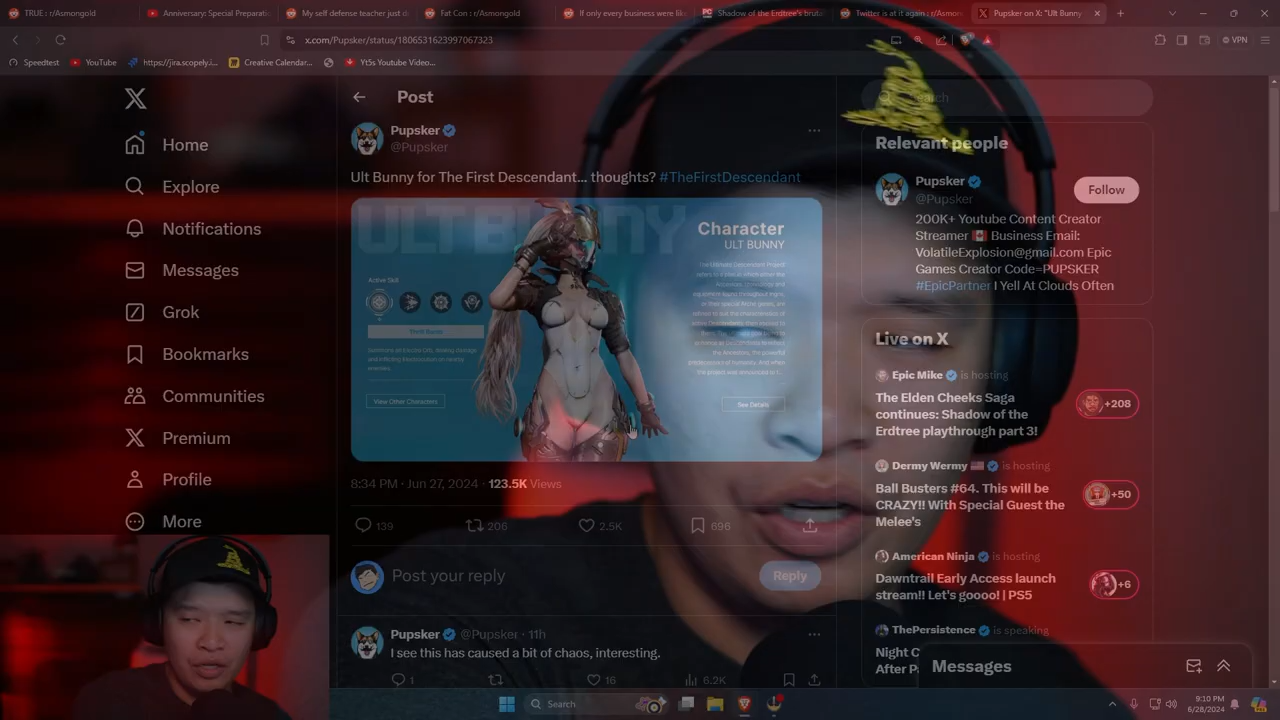 TRUE : r/Asmongold
Anniversary: Special Preparati
My self defense teacher just d
Fat Con : r/Asmongold
If only every business were lik
Shadow of the Erdtree's brut
Twitter is at it again : r/Asmon
Pupsker on X: "Ult Bunny
x.com/Pupsker/status/1806531623997067323
VPN
Speedtest
YouTube
https://jira.scopely.i...
Creative Calendar...
Yt5s Youtube Video...
Home
Explore
Notifications
Messages
Grok
Bookmarks
Communities
Premium
Profile
More
Post
Pupsker
@Pupsker
Ult Bunny for The First Descendant... thoughts? #TheFirstDescendant
ULT BUNNY
Active Skill
View Other Characters
Character
ULT BUNNY
See Details
8:34 PM · Jun 27, 2024 · 123.5K Views
139
206
2.5K
696
Post your reply
Reply
Pupsker @Pupsker · 11h
I see this has caused a bit of chaos, interesting.
1
16
6.2K
Search
Relevant people
Pupsker
@Pupsker
Follow
200K+ Youtube Content Creator
Streamer 🇨🇦 Business Email:
VolatileExplosion@gmail.com Epic
Games Creator Code=PUPSKER
#EpicPartner I Yell At Clouds Often
Live on X
Epic Mike is hosting
The Elden Cheeks Saga
continues: Shadow of the
Erdtree playthrough part 3!
+208
Dermy Wermy 🇺🇸 is hosting
Ball Busters #64. This will be
CRAZY!! With Special Guest the
Melee's
+50
American Ninja is hosting
Dawntrail Early Access launch
stream!! Let's goooo! | PS5
+6
ThePersistence is speaking
Night C
After P
Messages
Search
9:10 PM
6/28/2024